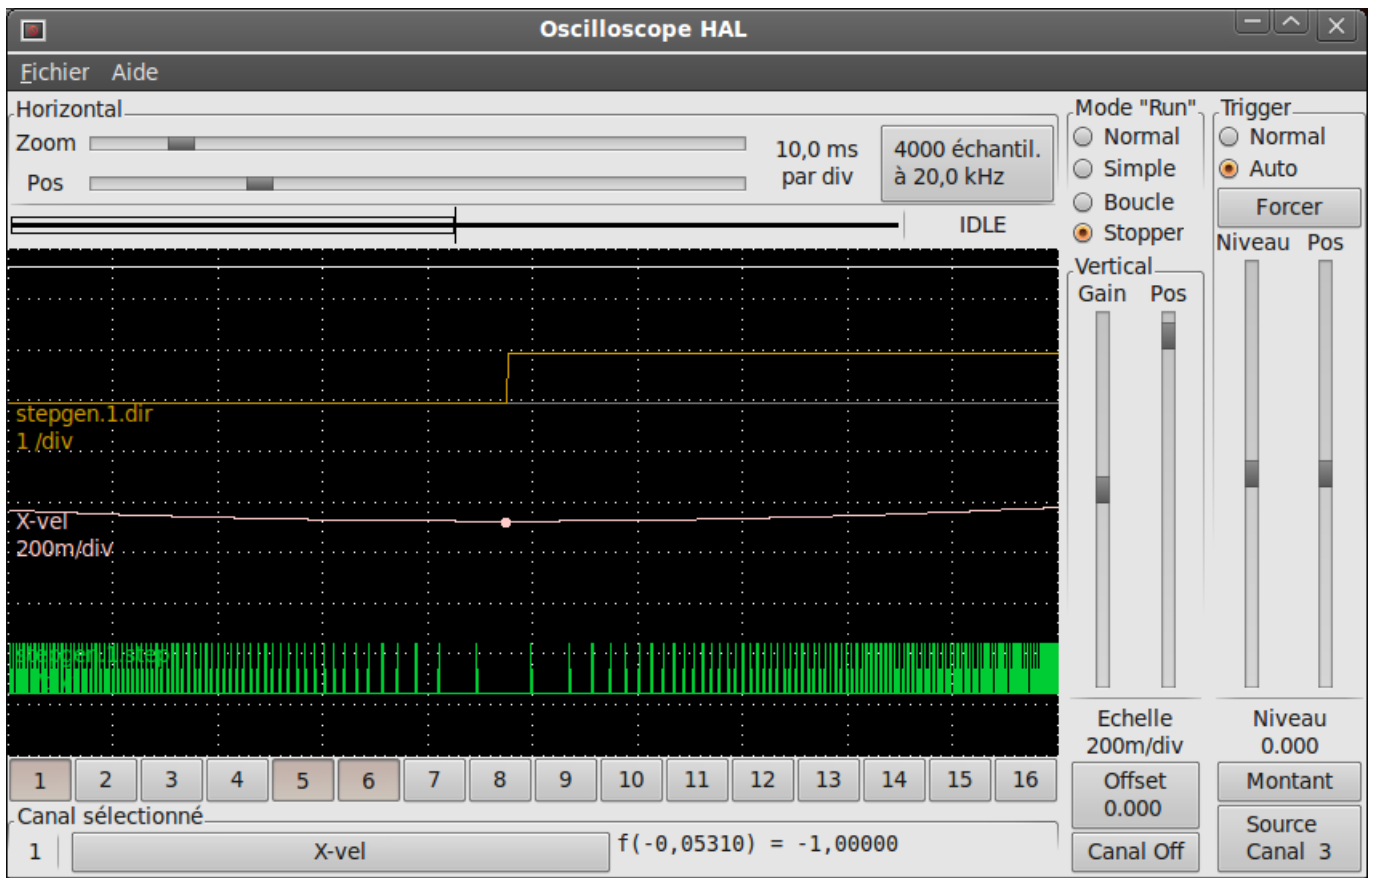 Oscilloscope HAL
Fichier Aide
Horizontal
Zoom
Pos
10,0 ms
par div
4000 échantil.
à 20,0 kHz
IDLE
Mode "Run"
Normal
Simple
Boucle
Stopper
Trigger
Normal
Auto
Forcer
Niveau Pos
Vertical
Gain Pos
stepgen.1.dir
1 /div
X-vel
200m/div
stepgen.1.step
Echelle
200m/div
Offset
0.000
Canal Off
Niveau
0.000
Montant
Source
Canal 3
1 2 3 4 5 6 7 8 9 10 11 12 13 14 15 16
Canal sélectionné
1 X-vel f(-0,05310) = -1,00000